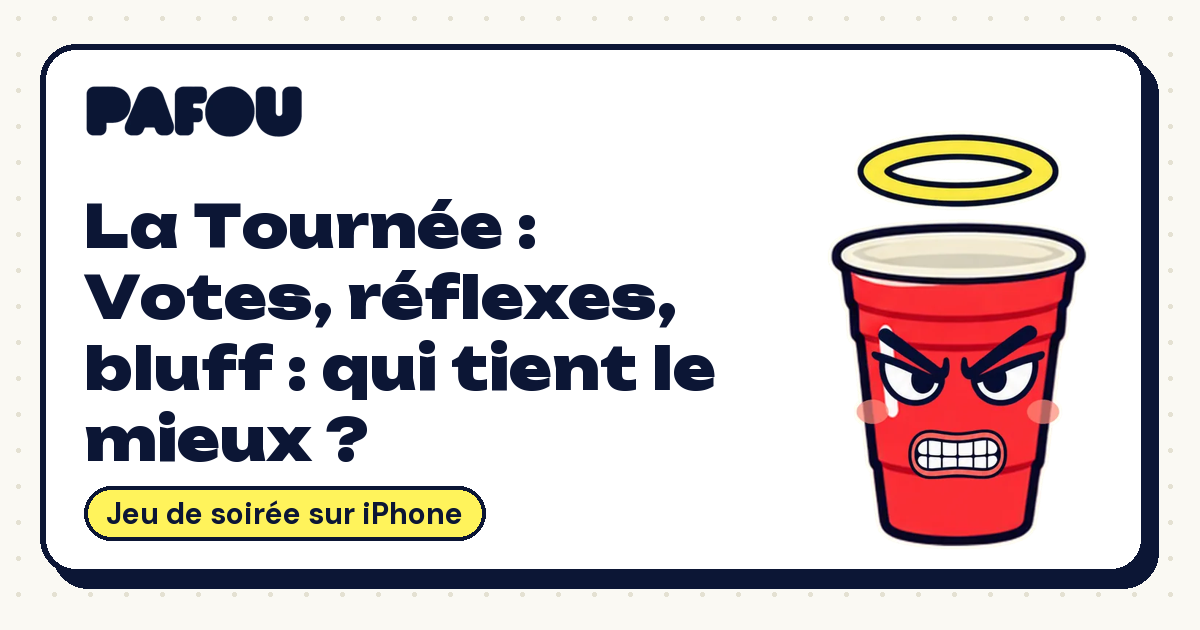 PAFOU
La Tournée :
Votes, réflexes,
bluff : qui tient le
mieux ?
Jeu de soirée sur iPhone